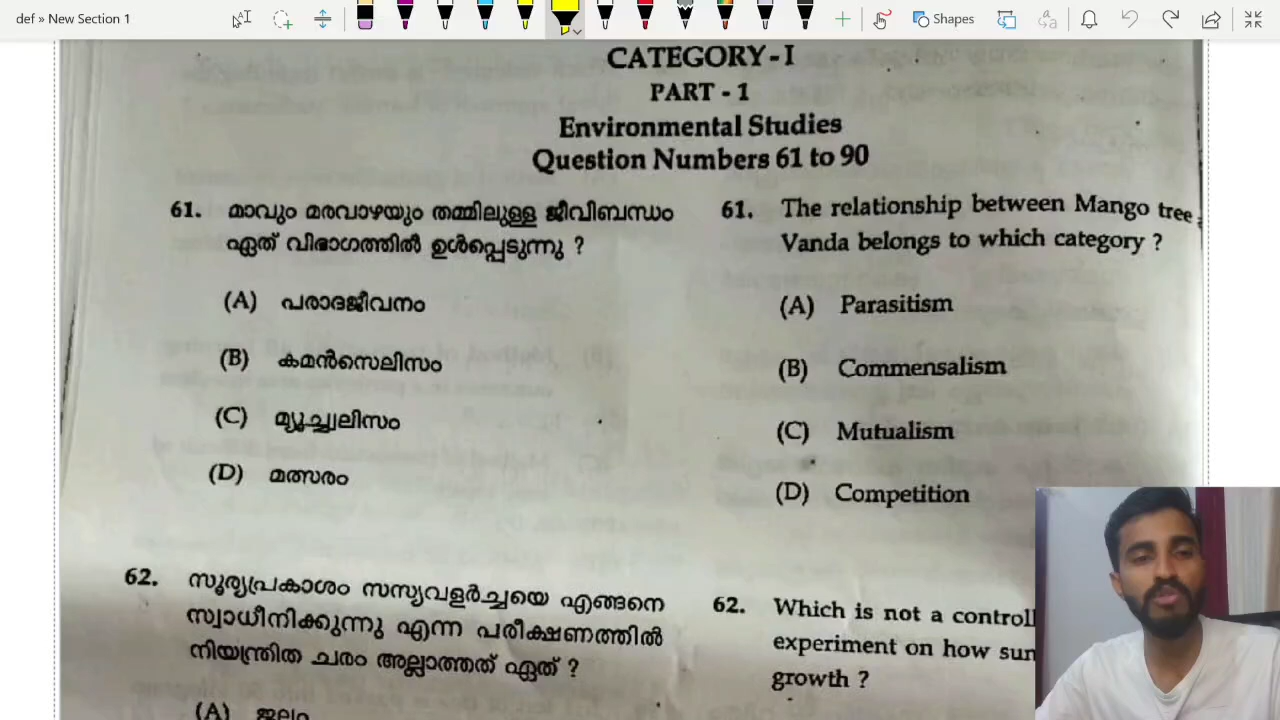 def » New Section 1
Shapes
CATEGORY - I
PART - 1
Environmental Studies
Question Numbers 61 to 90
61. മാവും മരവാഴയും തമ്മിലുള്ള ജീവിബന്ധം
ഏത് വിഭാഗത്തിൽ ഉൾപ്പെടുന്നു ?
(A) പരാദജീവനം
(B) കമൻസെലിസം
(C) മ്യൂച്ച്വലിസം
(D) മത്സരം
62. സൂര്യപ്രകാശം സസ്യവളർച്ചയെ എങ്ങനെ
സ്വാധീനിക്കുന്നു എന്ന പരീക്ഷണത്തിൽ
നിയന്ത്രിത ചരം അല്ലാത്തത് ഏത് ?
(A) ജലം
61. The relationship between Mango tree
Vanda belongs to which category ?
(A) Parasitism
(B) Commensalism
(C) Mutualism
(D) Competition
62. Which is not a controll
experiment on how sun
growth ?